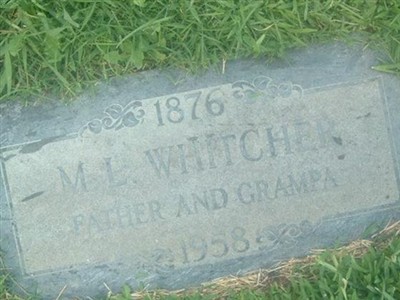 1876
M. L. WHITCHER
FATHER AND GRAMPA
1958